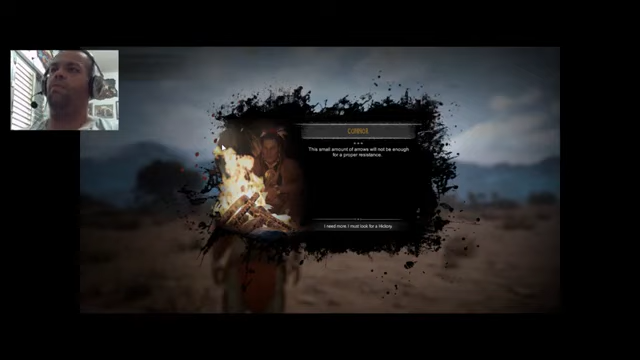 This small amount of arrows will not be enough
for a proper resistance.
I need more. I must look for a Hickory.